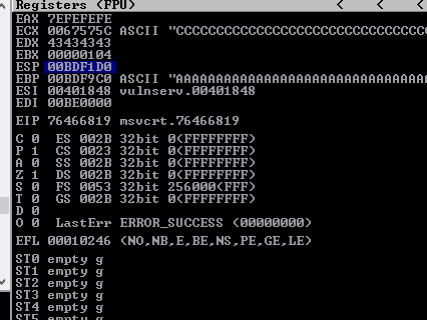 Registers (FPU) < < <
EAX 7EFEFEFE
ECX 0067575C ASCII "CCCCCCCCCCCCCCCCCCCCCCCCCCCCCCCC
EDX 43434343
EBX 00000104
ESP 00BDF1D0
EBP 00BDF9C0 ASCII "AAAAAAAAAAAAAAAAAAAAAAAAAAAAAAAA
ESI 00401848 vulnserv.00401848
EDI 00BE0000
EIP 76466819 msvcrt.76466819
C 0 ES 002B 32bit 0(FFFFFFFF)
P 1 CS 0023 32bit 0(FFFFFFFF)
A 0 SS 002B 32bit 0(FFFFFFFF)
Z 1 DS 002B 32bit 0(FFFFFFFF)
S 0 FS 0053 32bit 256000(FFF)
T 0 GS 002B 32bit 0(FFFFFFFF)
D 0
O 0 LastErr ERROR_SUCCESS (00000000)
EFL 00010246 (NO,NB,E,BE,NS,PE,GE,LE)
ST0 empty g
ST1 empty g
ST2 empty g
ST3 empty g
ST4 empty g
ST5 empty g